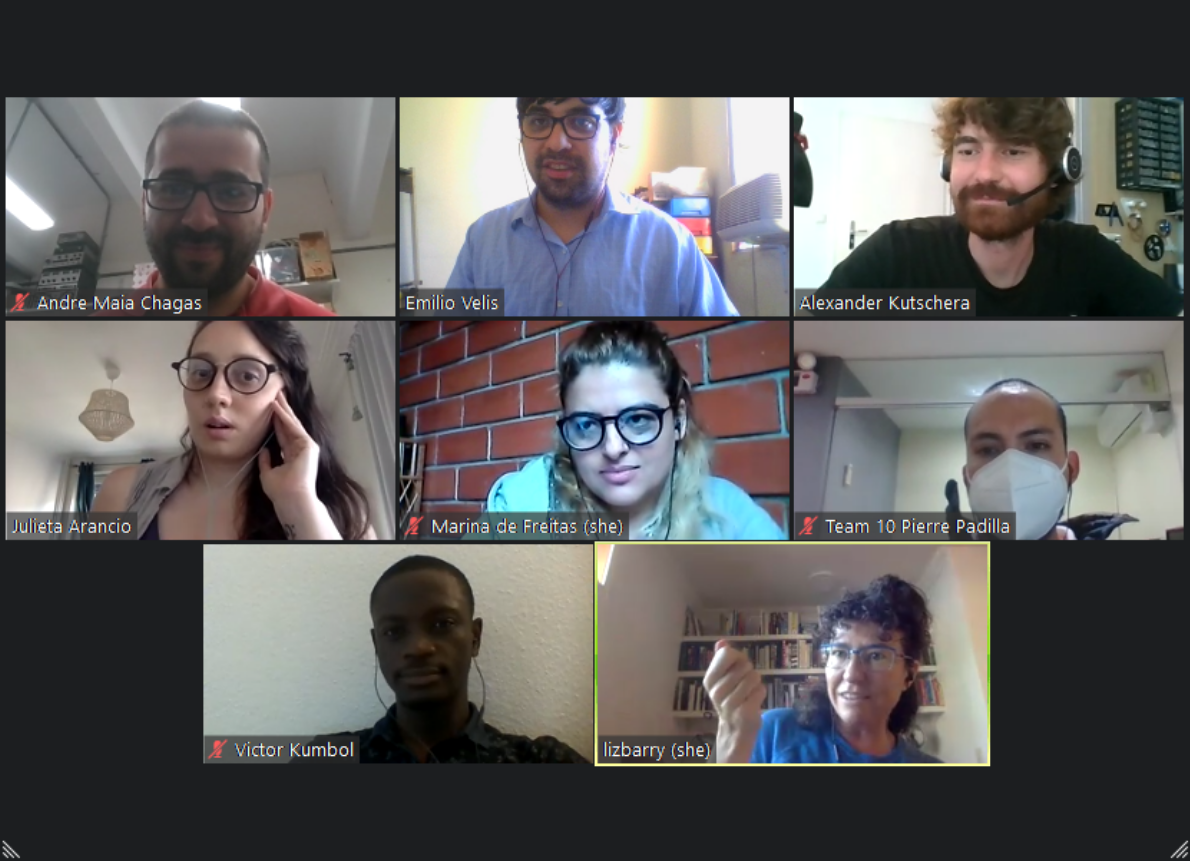 Andre Maia Chagas
Emilio Velis
Alexander Kutschera
Julieta Arancio
Marina de Freitas (she)
Team 10 Pierre Padilla
Victor Kumbol
lizbarry (she)